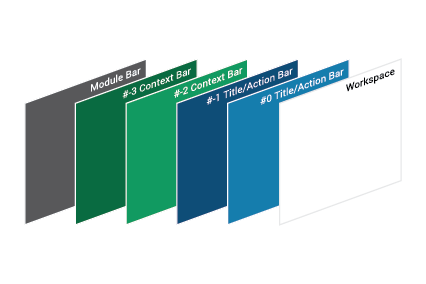 Module Bar
#-3 Context Bar
#-2 Context Bar
#-1 Title/Action Bar
#0 Title/Action Bar
Workspace